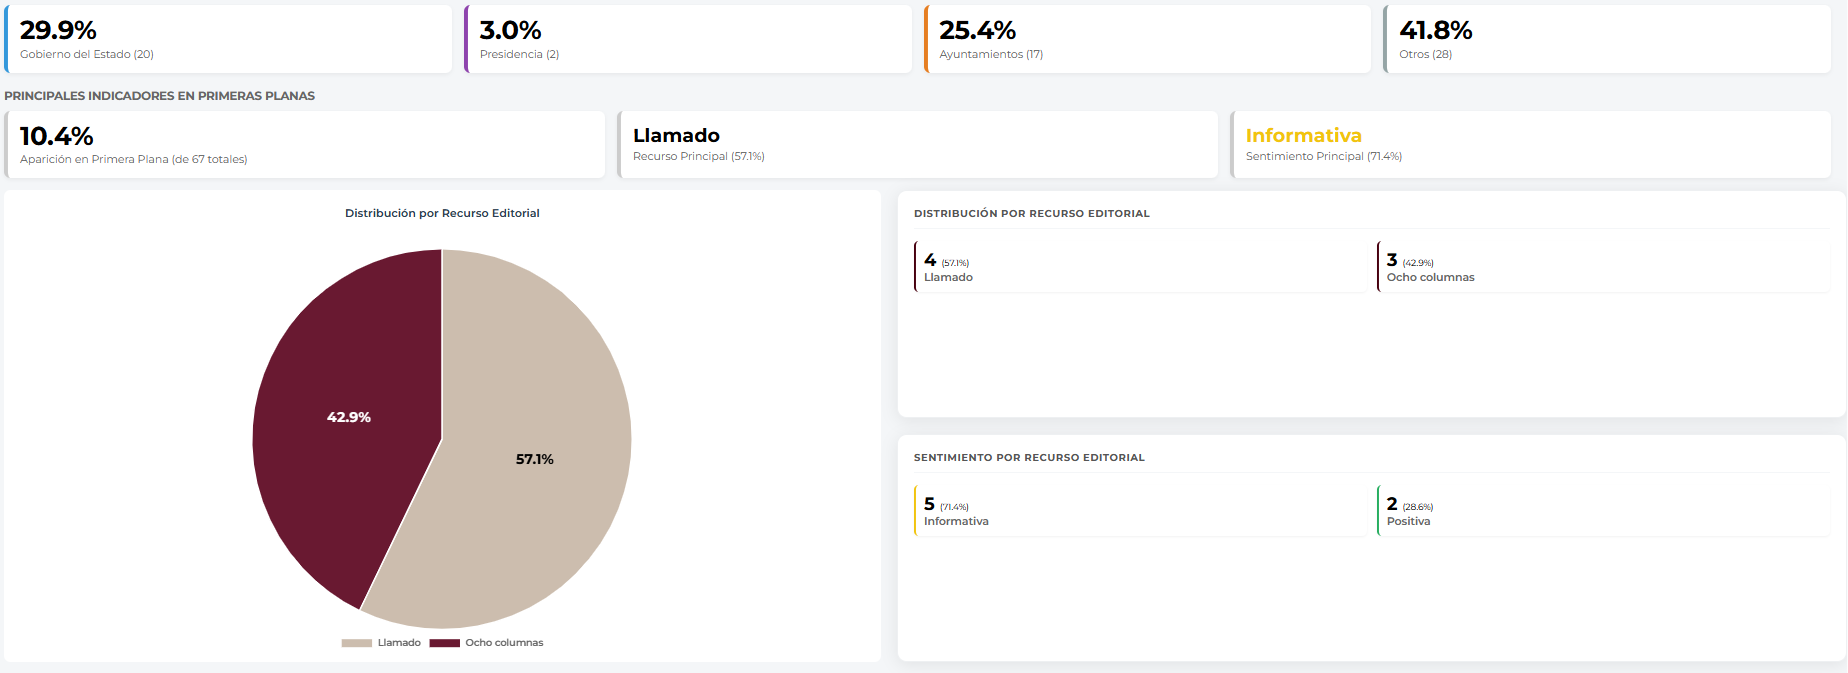 29.9%
Gobierno del Estado (20)
3.0%
Presidencia (2)
25.4%
Ayuntamientos (17)
41.8%
Otros (28)
PRINCIPALES INDICADORES EN PRIMERAS PLANAS
10.4%
Aparición en Primera Plana (de 67 totales)
Llamado
Recurso Principal (57.1%)
Informativa
Sentimiento Principal (71.4%)
Distribución por Recurso Editorial
42.9%
57.1%
Llamado
Ocho columnas
DISTRIBUCIÓN POR RECURSO EDITORIAL
4 (57.1%)
Llamado
3 (42.9%)
Ocho columnas
SENTIMIENTO POR RECURSO EDITORIAL
5 (71.4%)
Informativa
2 (28.6%)
Positiva